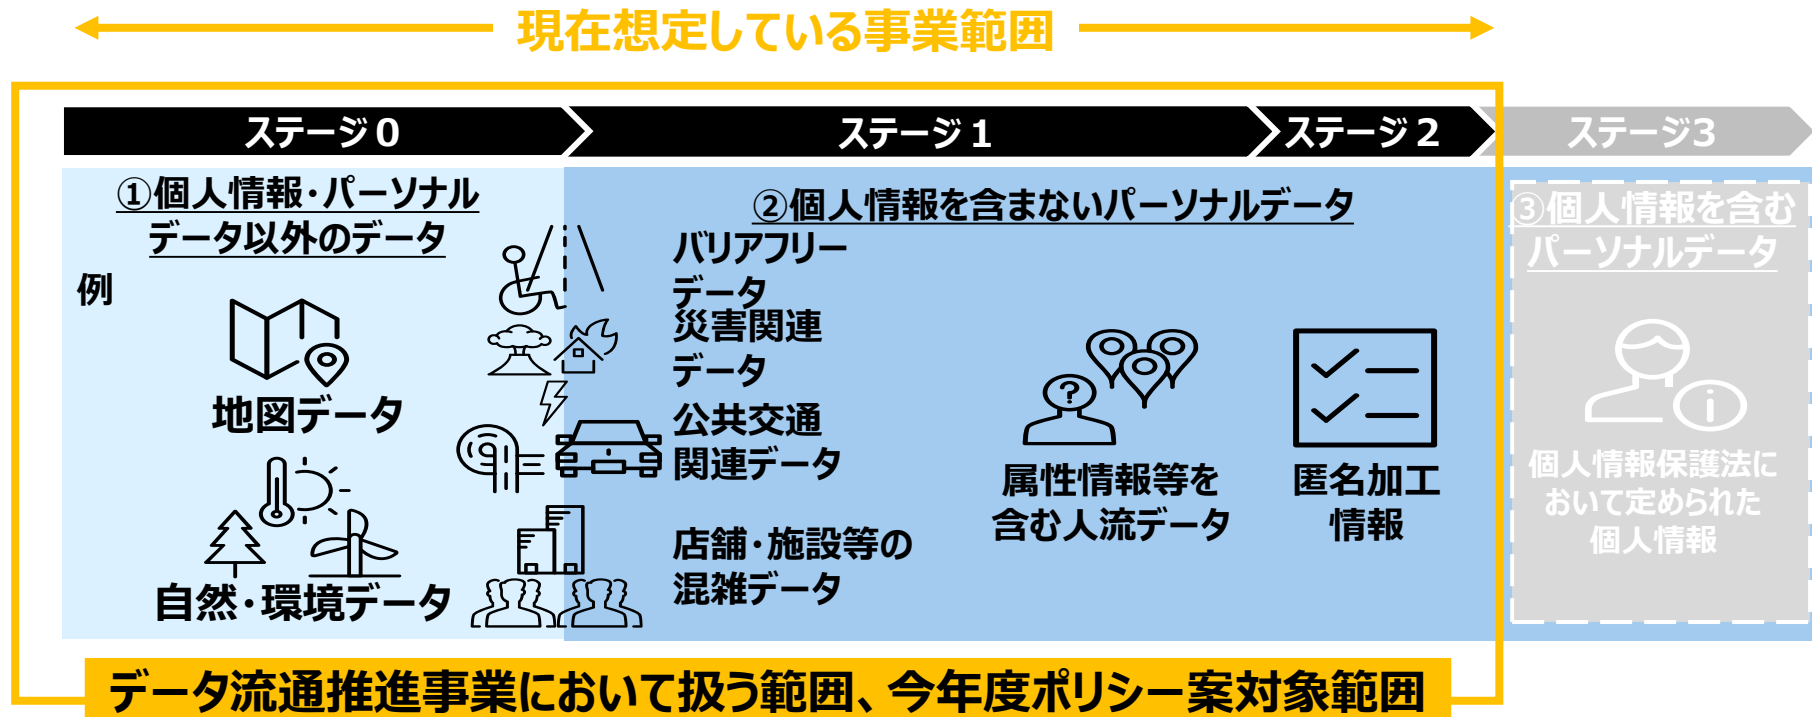 現在想定している事業範囲
ステージ0
ステージ1
ステージ2
ステージ3
①個人情報・パーソナル
データ以外のデータ
例
地図データ
自然・環境データ
②個人情報を含まないパーソナルデータ
バリアフリー
データ
災害関連
データ
公共交通
関連データ
店舗・施設等の
混雑データ
属性情報等を
含む人流データ
匿名加工
情報
③個人情報を含む
パーソナルデータ
個人情報保護法に
おいて定められた
個人情報
データ流通推進事業において扱う範囲、今年度ポリシー案対象範囲